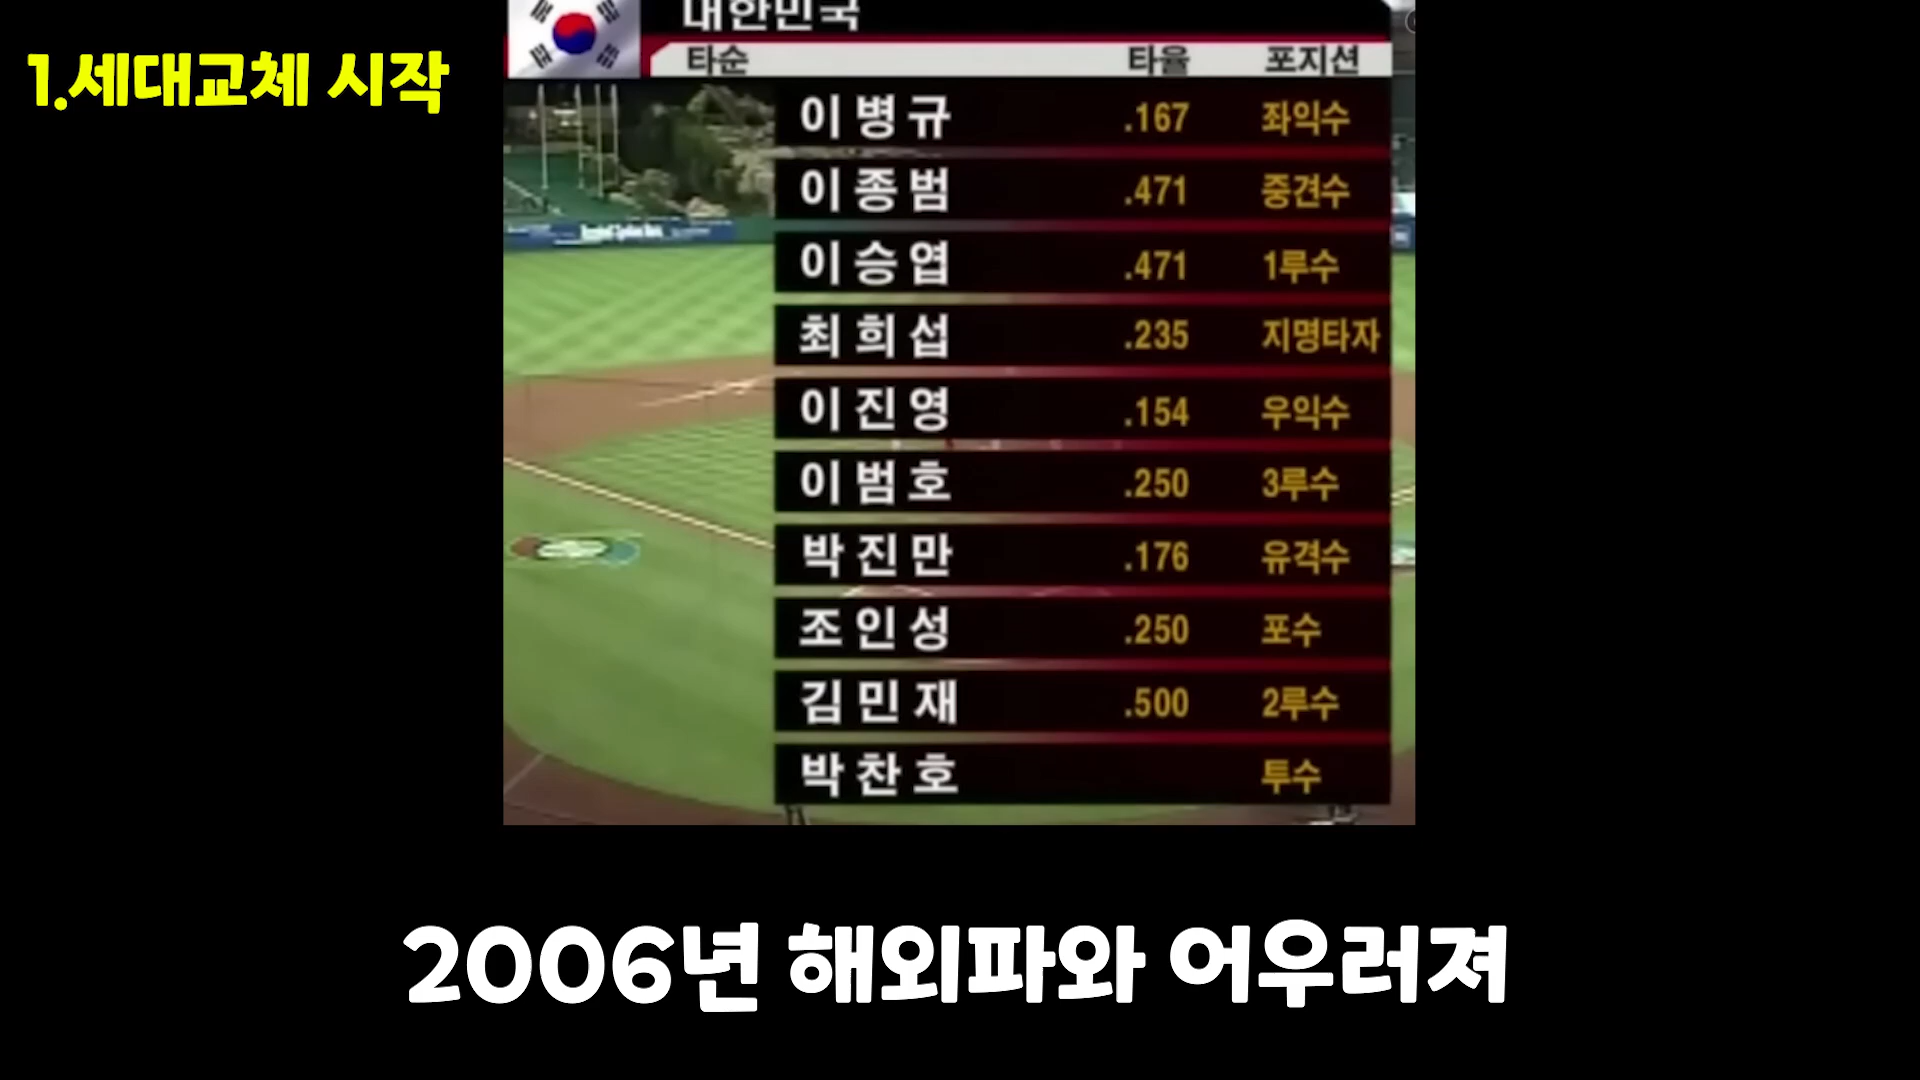 1.세대교체 시작
대한민국
타순 타율 포지션
이병규 .167 좌익수
이종범 .471 중견수
이승엽 .471 1루수
최희섭 .235 지명타자
이진영 .154 우익수
이범호 .250 3루수
박진만 .176 유격수
조인성 .250 포수
김민재 .500 2루수
박찬호 투수
2006년 해외파와 어우러져